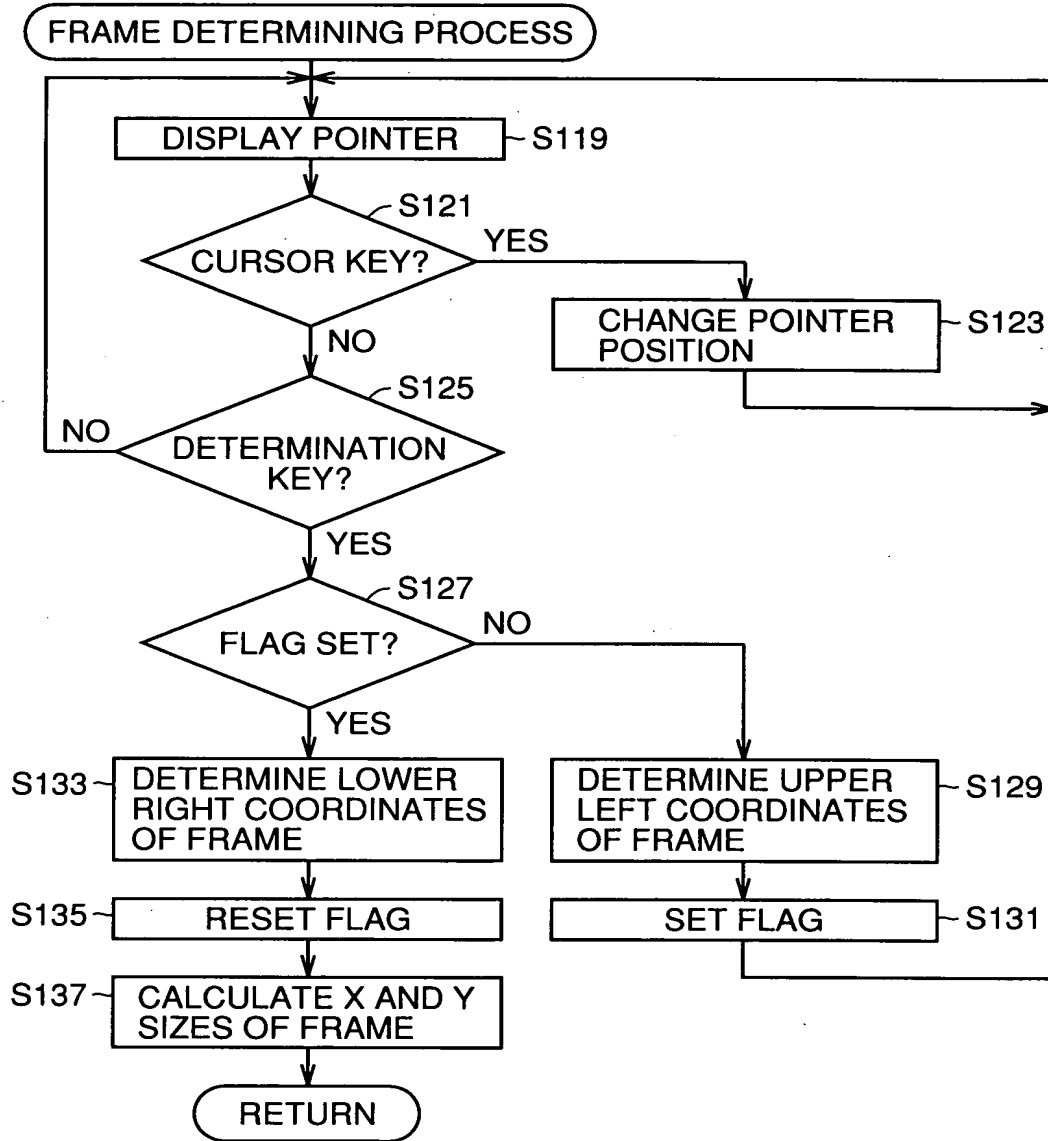 FRAME DETERMINING PROCESS
DISPLAY POINTER
S119
S121
CURSOR KEY?
YES
CHANGE POINTER
POSITION
S123
NO
S125
NO
DETERMINATION
KEY?
YES
S127
FLAG SET?
NO
YES
S133
DETERMINE LOWER
RIGHT COORDINATES
OF FRAME
DETERMINE UPPER
LEFT COORDINATES
OF FRAME
S129
S135
RESET FLAG
SET FLAG
S131
S137
CALCULATE X AND Y
SIZES OF FRAME
RETURN